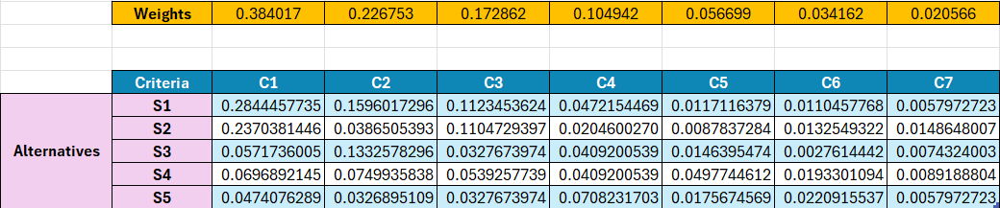 Weights 0.384017 0.226753 0.172862 0.104942 0.056699 0.034162 0.020566
Criteria C1 C2 C3 C4 C5 C6 C7
S1 0.2844457735 0.1596017296 0.1123453624 0.0472154469 0.0117116379 0.0110457768 0.0057972723
S2 0.2370381446 0.0386505393 0.1104729397 0.0204600270 0.0087837284 0.0132549322 0.0148648007
Alternatives S3 0.0571736005 0.1332578296 0.0327673974 0.0409200539 0.0146395474 0.0027614442 0.0074324003
S4 0.0696892145 0.0749935838 0.0539257739 0.0409200539 0.0497744612 0.0193301094 0.0089188804
S5 0.0474076289 0.0326895109 0.0327673974 0.0708231703 0.0175674569 0.0220915537 0.0057972723